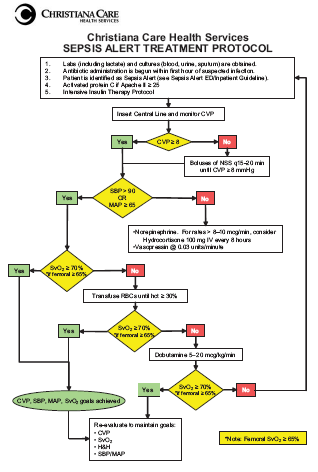 CHRISTIANA CARE
HEALTH SERVICES
Christiana Care Health Services
SEPSIS ALERT TREATMENT PROTOCOL
1. Labs (including lactate) and cultures (blood, urine, sputum) are obtained.
2. Antibiotic administration is begun within first hour of suspected infection.
3. Patient is identified as Sepsis Alert (see Sepsis Alert ED/Inpatient Guideline).
4. Activated protein C if Apache II ≥ 25
5. Intensive Insulin Therapy Protocol
Insert Central Line and monitor CVP
Yes
CVP ≥ 8
No
Boluses of NSS q15–20 min
until CVP ≥ 8 mmHg
SBP > 90
OR
MAP ≥ 65
Yes
No
•Norepinephrine. For rates > 8–10 mcg/min, consider
Hydrocortisone 100 mg IV every 8 hours
•Vasopressin @ 0.03 units/minute
Yes
SvO2 ≥ 70%
*if femoral ≥ 65%
No
Transfuse RBCs until hct ≥ 30%
Yes
SvO2 ≥ 70%
*if femoral ≥ 65%
No
Dobutamine 5–20 mcg/kg/min
CVP, SBP, MAP, SvO2 goals achieved
Yes
SvO2 ≥ 70%
*if femoral ≥ 65%
No
Re-evaluate to maintain goals:
• CVP
• SvO2
• H&H
• SBP/MAP
*Note: Femoral SvO2 ≥ 65%